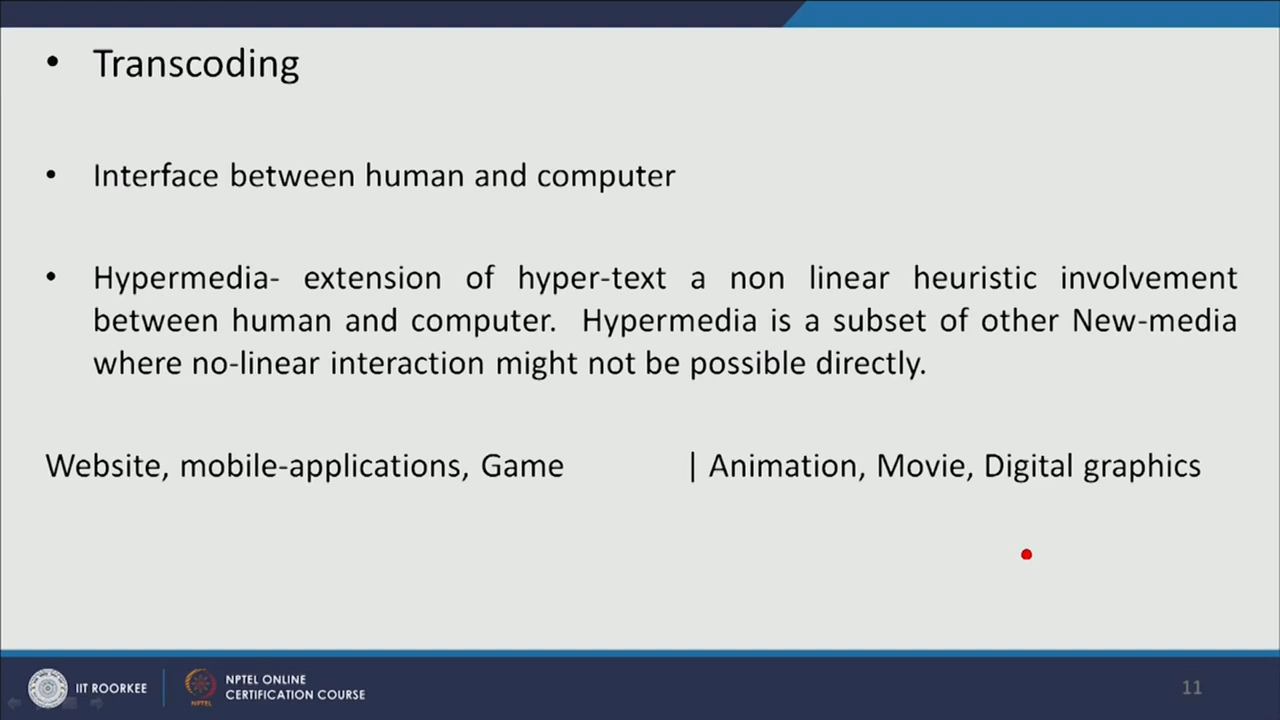 • Transcoding
• Interface between human and computer
• Hypermedia- extension of hyper-text a non linear heuristic involvement
between human and computer. Hypermedia is a subset of other New-media
where no-linear interaction might not be possible directly.
Website, mobile-applications, Game | Animation, Movie, Digital graphics
IIT ROORKEE
NPTEL
NPTEL ONLINE
CERTIFICATION COURSE
11